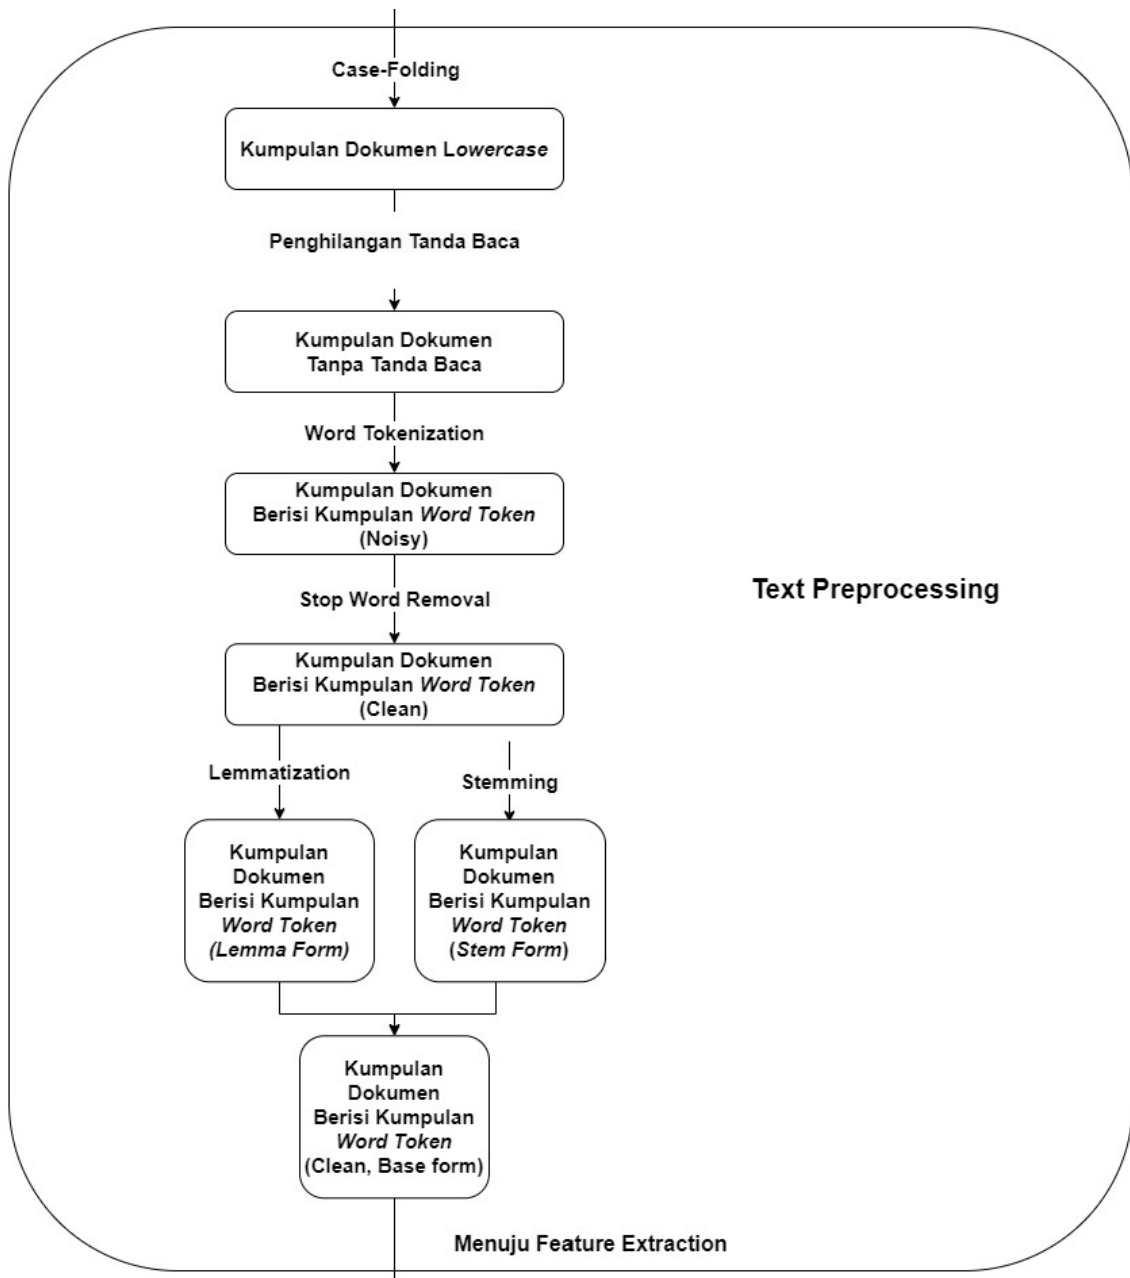 Case-Folding
Kumpulan Dokumen Lowercase
Penghilangan Tanda Baca
Kumpulan Dokumen
Tanpa Tanda Baca
Word Tokenization
Kumpulan Dokumen
Berisi Kumpulan Word Token
(Noisy)
Stop Word Removal
Text Preprocessing
Kumpulan Dokumen
Berisi Kumpulan Word Token
(Clean)
Lemmatization
Stemming
Kumpulan
Dokumen
Berisi Kumpulan
Word Token
(Lemma Form)
Kumpulan
Dokumen
Berisi Kumpulan
Word Token
(Stem Form)
Kumpulan
Dokumen
Berisi Kumpulan
Word Token
(Clean, Base form)
Menuju Feature Extraction